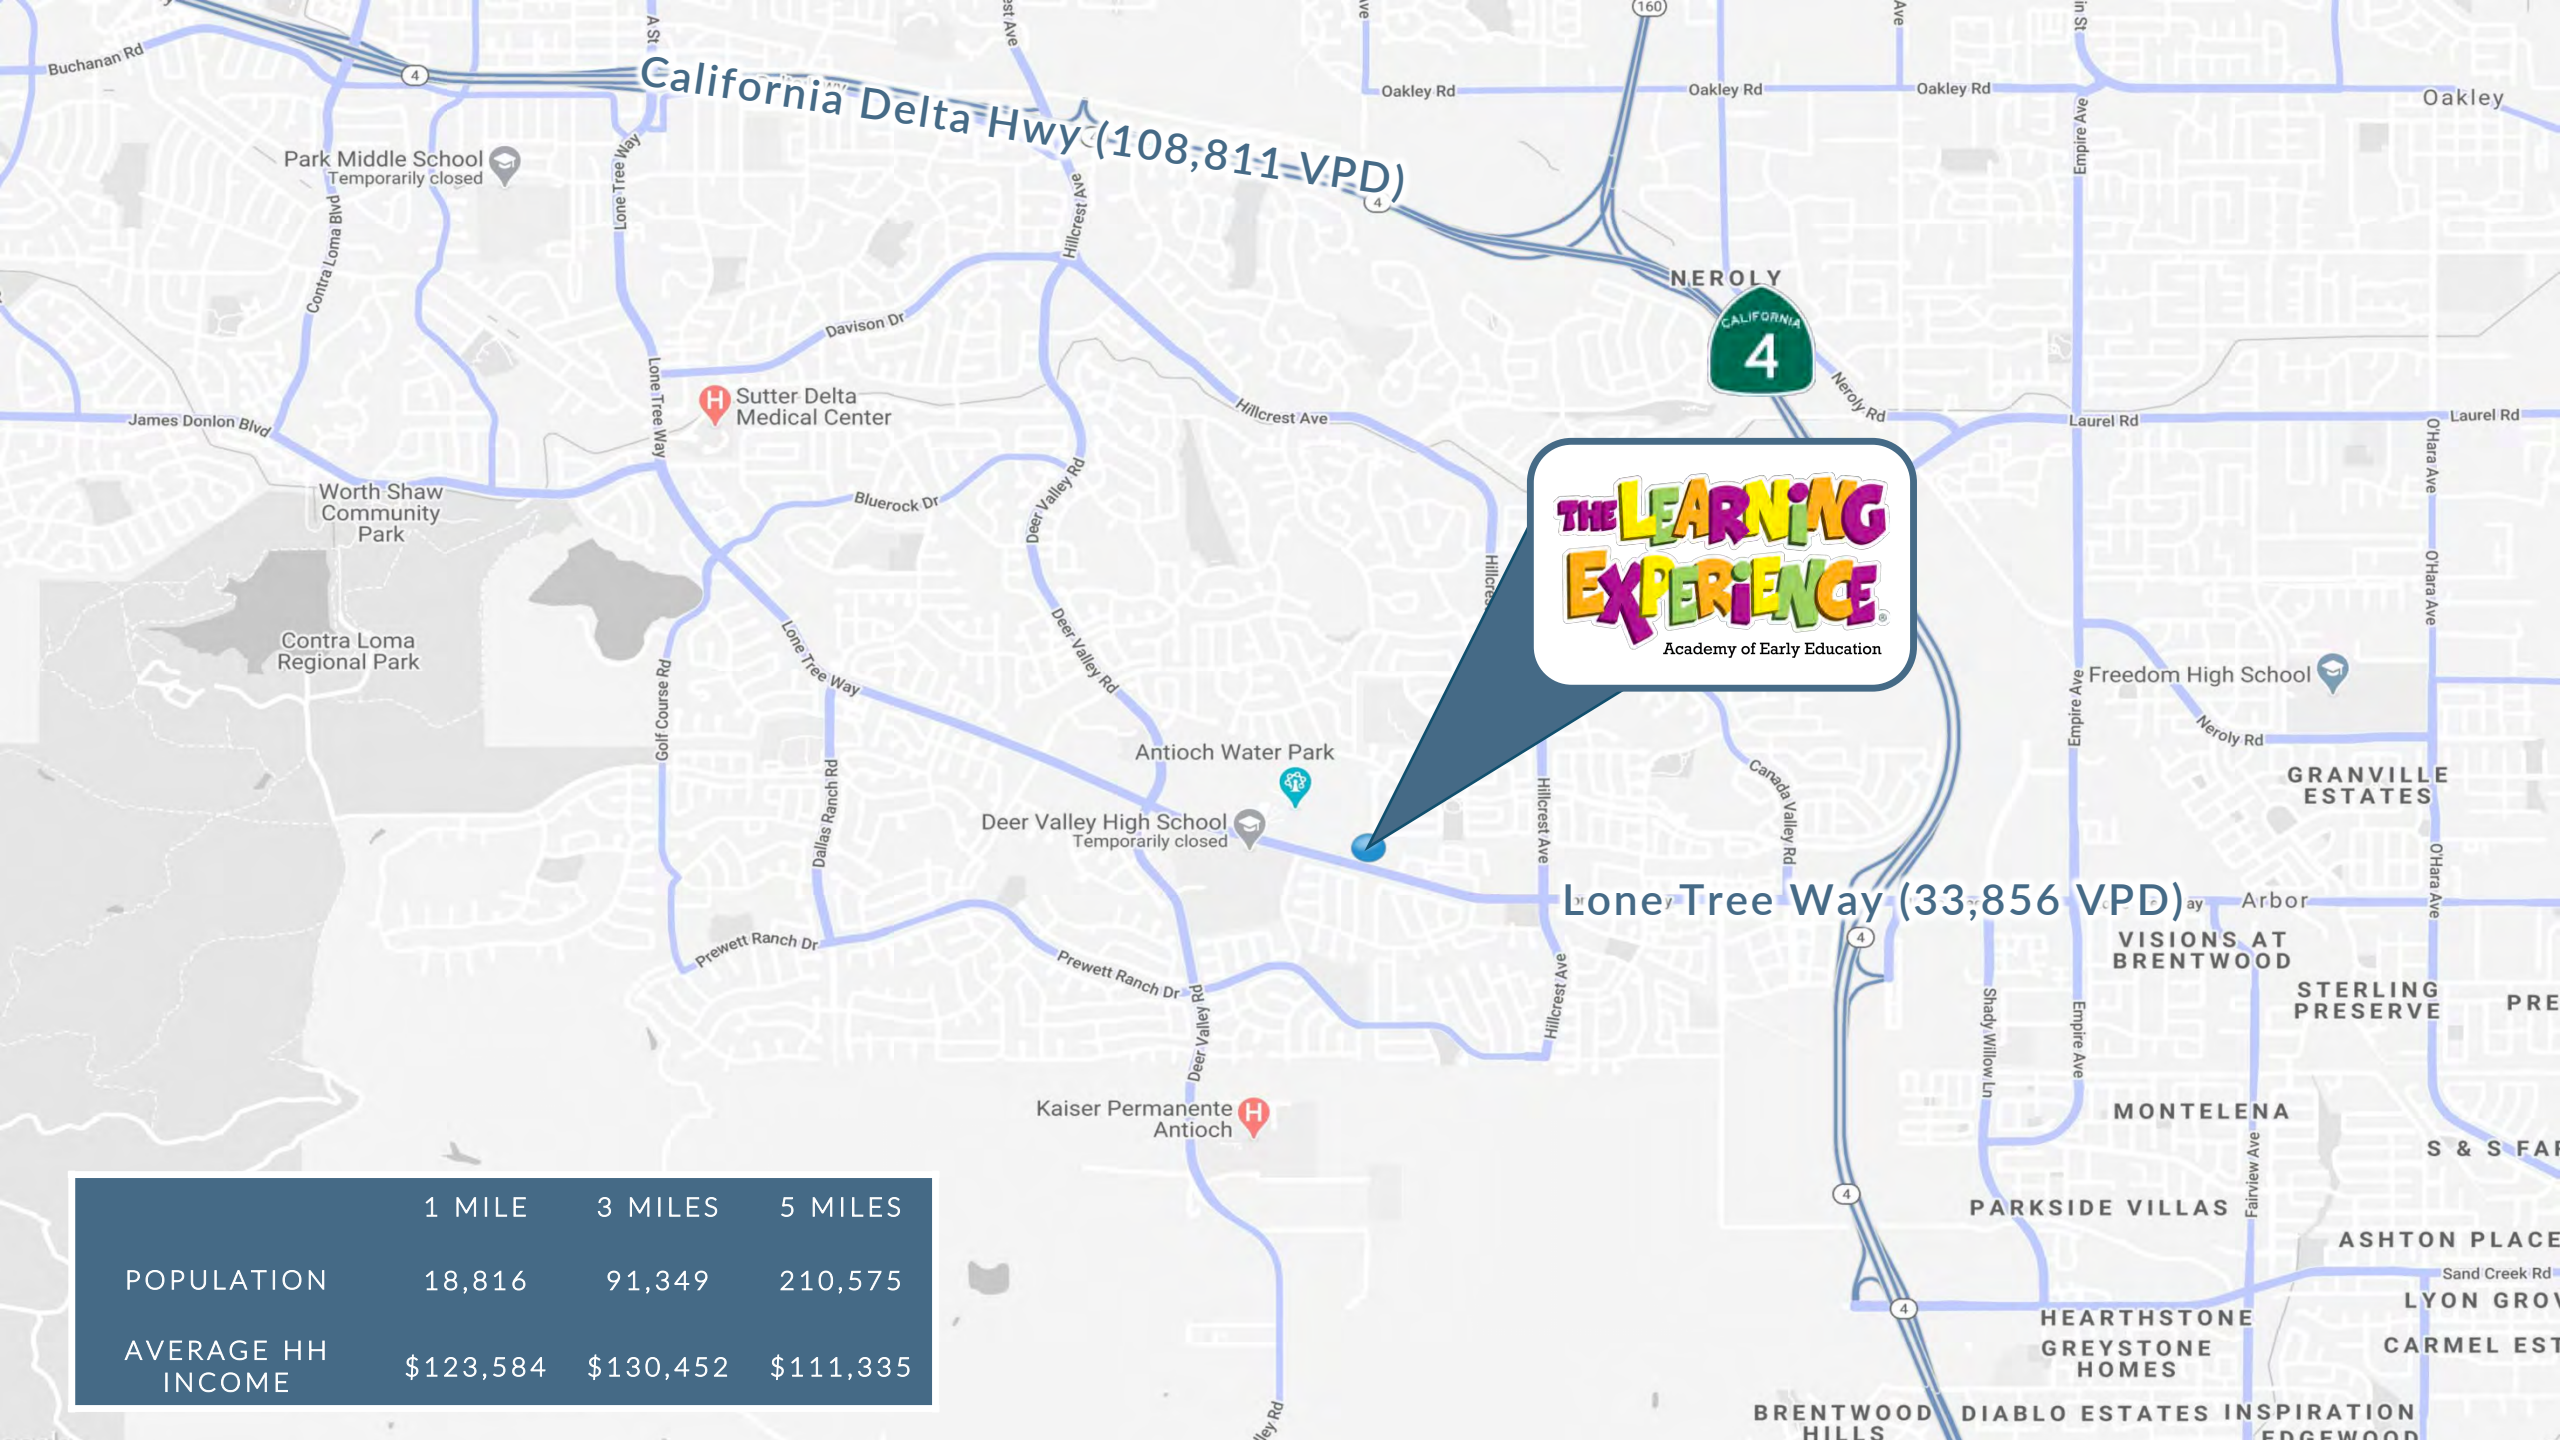 160
A St
Buchanan Rd
4
California Delta Hwy (108,811 VPD)
Oakley Rd
Oakley Rd
Oakley Rd
Oakley
Empire Ave
Park Middle School
Temporarily closed
Lone Tree Way
Contra Loma Blvd
Hillcrest Ave
4
NEROLY
CALIFORNIA
4
Davison Dr
Lone Tree Way
Sutter Delta
Medical Center
Hillcrest Ave
Neroly Rd
Laurel Rd
Laurel Rd
James Donlon Blvd
O'Hara Ave
Worth Shaw
Community
Park
Bluerock Dr
Deer Valley Rd
THE LEARNING
EXPERIENCE®
Academy of Early Education
O'Hara Ave
Contra Loma
Regional Park
Lone Tree Way
Deer Valley Rd
Golf Course Rd
Empire Ave
Freedom High School
Neroly Rd
Antioch Water Park
Canada Valley Rd
GRANVILLE
ESTATES
Dallas Ranch Rd
Deer Valley High School
Temporarily closed
Hillcrest Ave
O'Hara Ave
Lone Tree Way (33,856 VPD)
ay
Arbor
4
Prewett Ranch Dr
Prewett Ranch Dr
VISIONS AT
BRENTWOOD
STERLING
PRESERVE
PRE
Hillcrest Ave
Deer Valley Rd
Shady Willow Ln
Empire Ave
Kaiser Permanente
Antioch
MONTELENA
S & S FAR
Fairview Ave
4
PARKSIDE VILLAS
ASHTON PLACE
Sand Creek Rd
LYON GROV
4
HEARTHSTONE
GREYSTONE
HOMES
CARMEL EST
BRENTWOOD
HILLS
DIABLO ESTATES
INSPIRATION
EDGEWOOD
1 MILE 3 MILES 5 MILES
POPULATION 18,816 91,349 210,575
AVERAGE HH
INCOME $123,584 $130,452 $111,335